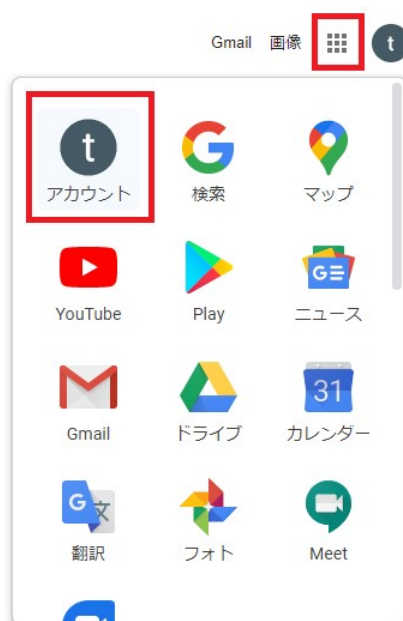 Gmail 画像 t
t
アカウント 検索 マップ
G
YouTube Play ニュース
31
Gmail ドライブ カレンダー
G 文
翻訳 フォト Meet